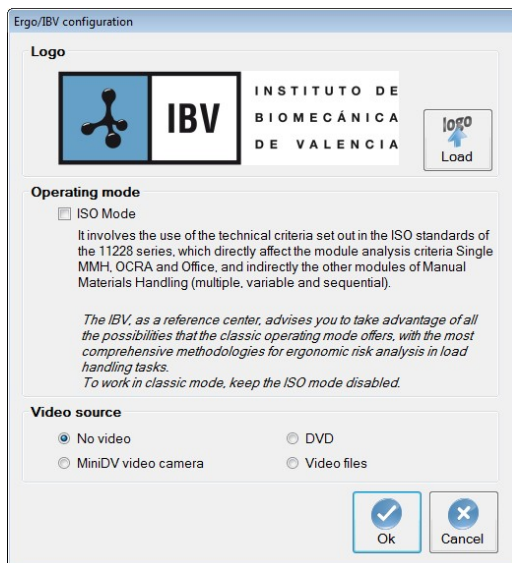 Ergo/IBV configuration
Logo
IBV
INSTITUTO DE
BIOMECÁNICA
DE VALENCIA
logo
Load
Operating mode
ISO Mode
It involves the use of the technical criteria set out in the ISO standards of
the 11228 series, which directly affect the module analysis criteria Single
MMH, OCRA and Office, and indirectly the other modules of Manual
Materials Handling (multiple, variable and sequential).
The IBV, as a reference center, advises you to take advantage of all
the possibilities that the classic operating mode offers, with the most
comprehensive methodologies for ergonomic risk analysis in load
handling tasks.
To work in classic mode, keep the ISO mode disabled.
Video source
No video
DVD
MiniDV video camera
Video files
Ok
Cancel